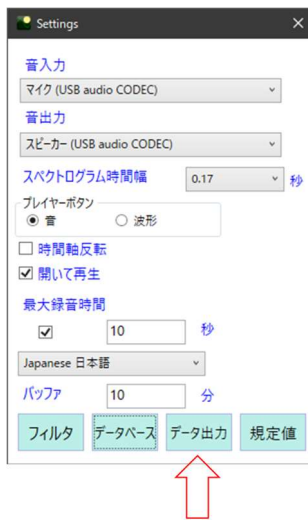 Settings
音入力
マイク (USB audio CODEC)
音出力
スピーカー (USB audio CODEC)
スペクトログラム時間幅 0.17 秒
プレイヤーボタン
音 波形
時間軸反転
開いて再生
最大録音時間
10 秒
Japanese 日本語
バッファ 10 分
フィルタ データベース データ出力 規定値